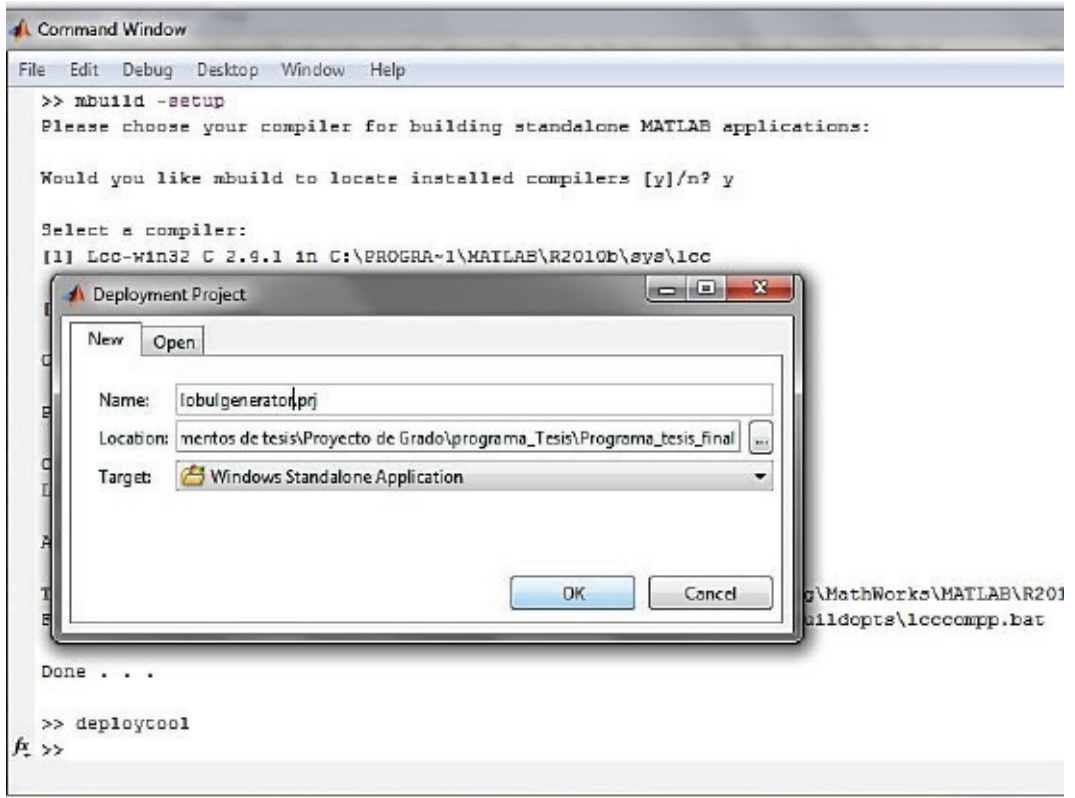 Command Window
File Edit Debug Desktop Window Help
>> mbuild -setup
Please choose your compiler for building standalone MATLAB applications:
Would you like mbuild to locate installed compilers [y]/n? y
Select a compiler:
[1] Lcc-win32 C 2.4.1 in C:\PROGRA~1\MATLAB\R2010b\sys\lcc
Deployment Project
New Open
Name: lobulgenerator.prj
Location: mentos de tesis\Proyecto de Grado\programa_Tesis\Programa_tesis_final ...
Target: Windows Standalone Application
OK Cancel
g\MathWorks\MATLAB\R201
uildopts\lcccompp.bat
Done . . .
>> deploytool
fx >>